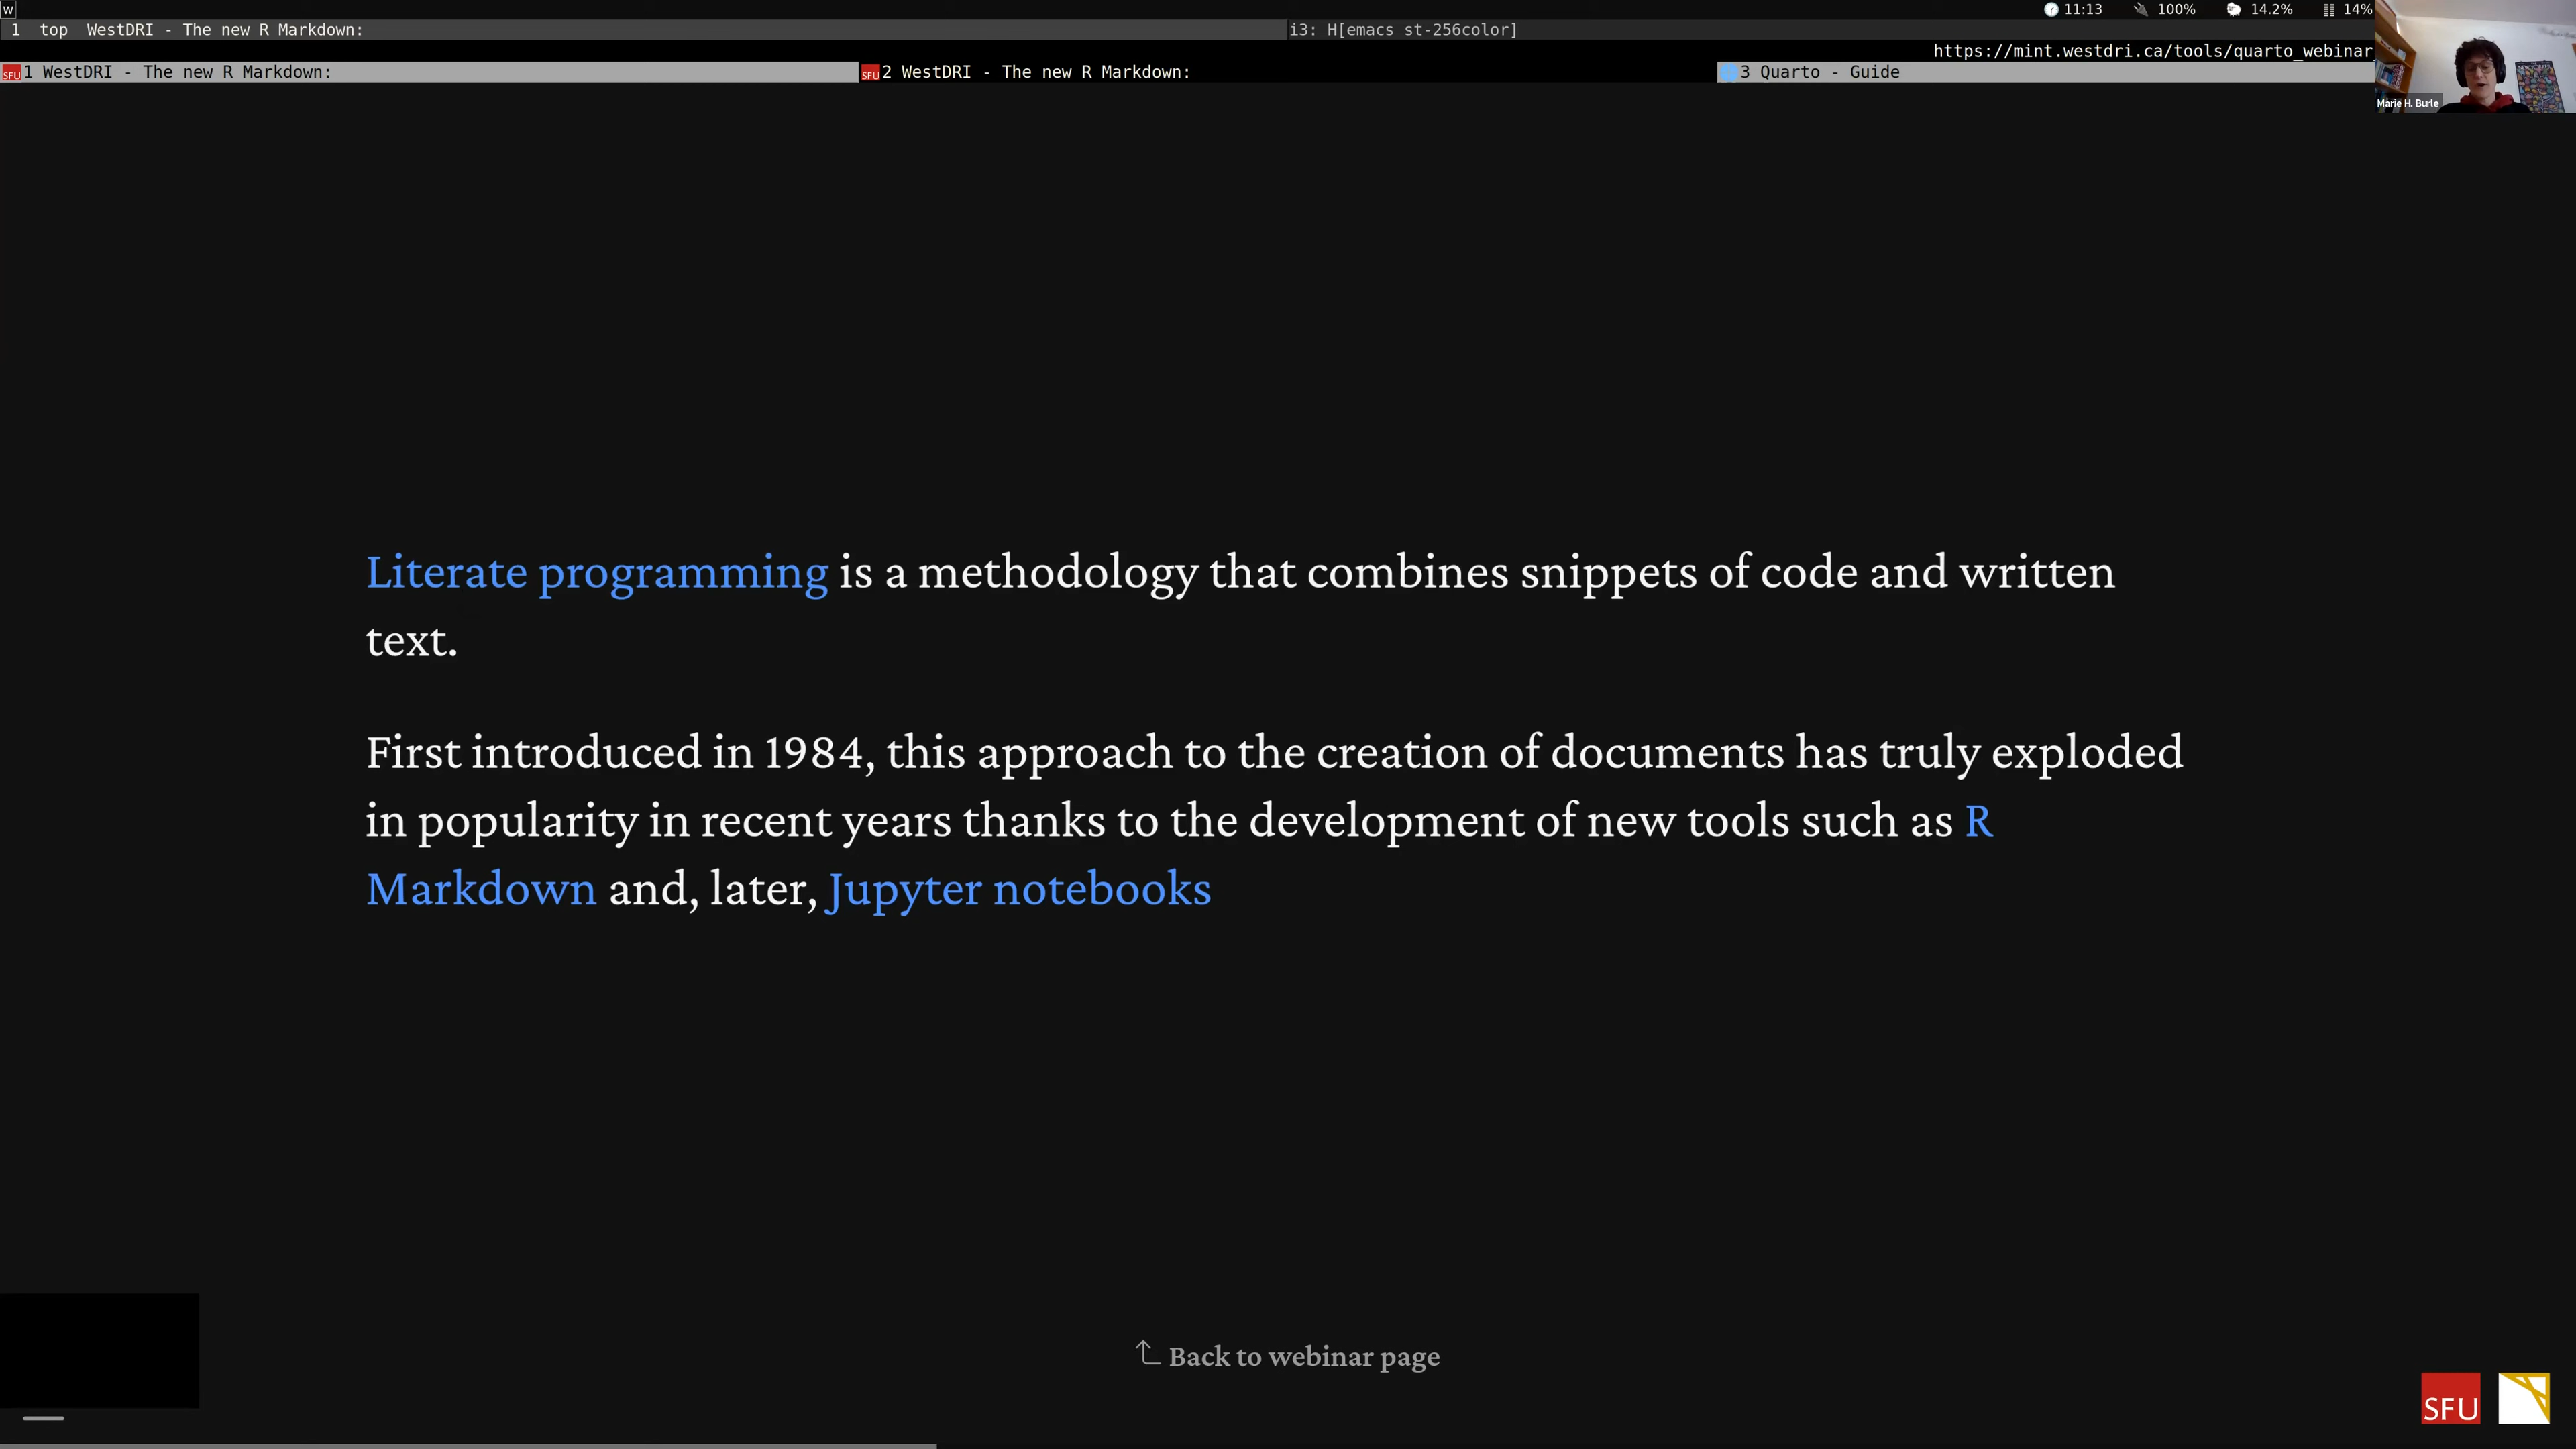 W
11:13 100% 14.2% 14%
1 top WestDRI - The new R Markdown:
i3: H[emacs st-256color]
https://mint.westdri.ca/tools/quarto_webinar
SFU 1 WestDRI - The new R Markdown:
SFU 2 WestDRI - The new R Markdown:
3 Quarto - Guide
Marie H. Burle
Literate programming is a methodology that combines snippets of code and written
text.
First introduced in 1984, this approach to the creation of documents has truly exploded
in popularity in recent years thanks to the development of new tools such as R
Markdown and, later, Jupyter notebooks
Back to webinar page
SFU